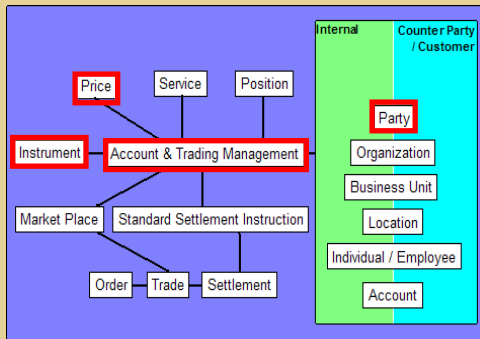 Internal
Counter Party
/ Customer
Price
Service
Position
Party
Instrument
Account & Trading Management
Organization
Business Unit
Market Place
Standard Settlement Instruction
Location
Individual / Employee
Order
Trade
Settlement
Account